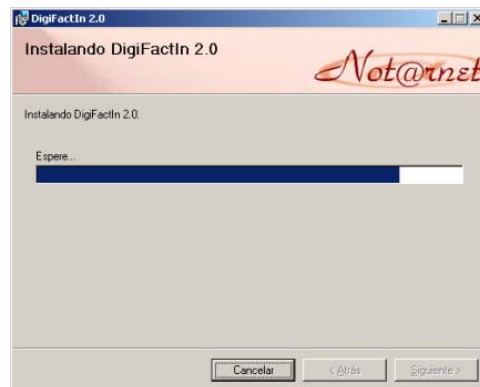 DigiFactIn 2.0
Instalando DigiFactIn 2.0
Not@rnet
Instalando DigiFactIn 2.0.
Espere...
Cancelar
< Atrás
Siguiente >